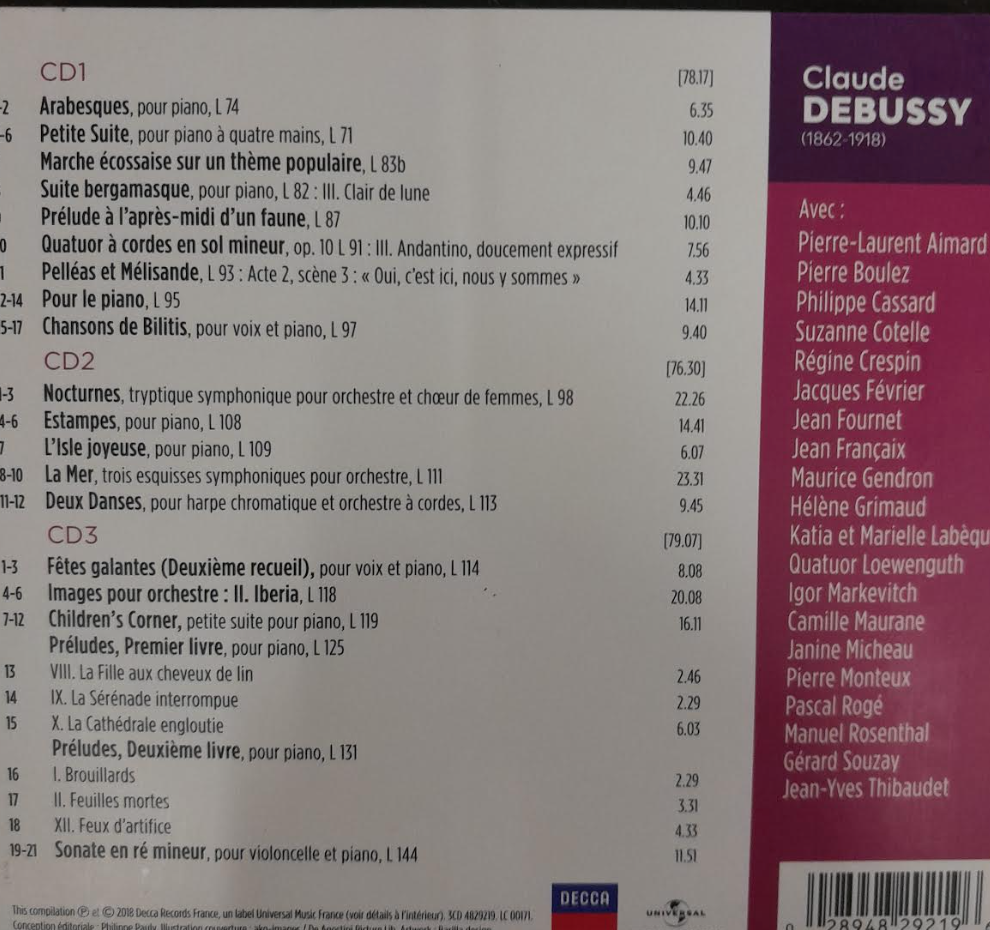 CD1 [78.17]
-2 Arabesques, pour piano, L 74 6.35
-6 Petite Suite, pour piano à quatre mains, L 71 10.40
Marche écossaise sur un thème populaire, L 83b 9.47
Suite bergamasque, pour piano, L 82 : III. Clair de lune 4.46
Prélude à l'après-midi d'un faune, L 87 10.10
0 Quatuor à cordes en sol mineur, op. 10 L 91 : III. Andantino, doucement expressif 7.56
1 Pelléas et Mélisande, L 93 : Acte 2, scène 3 : « Oui, c'est ici, nous y sommes » 4.33
2-14 Pour le piano, L 95 14.11
5-17 Chansons de Bilitis, pour voix et piano, L 97 9.40
CD2 [76.30]
1-3 Nocturnes, tryptique symphonique pour orchestre et chœur de femmes, L 98 22.26
4-6 Estampes, pour piano, L 108 14.41
7 L'Isle joyeuse, pour piano, L 109 6.07
8-10 La Mer, trois esquisses symphoniques pour orchestre, L 111 23.31
11-12 Deux Danses, pour harpe chromatique et orchestre à cordes, L 113 9.45
CD3 [79.07]
1-3 Fêtes galantes (Deuxième recueil), pour voix et piano, L 114 8.08
4-6 Images pour orchestre : II. Iberia, L 118 20.08
7-12 Children's Corner, petite suite pour piano, L 119 16.11
Préludes, Premier livre, pour piano, L 125
13 VIII. La Fille aux cheveux de lin 2.46
14 IX. La Sérénade interrompue 2.29
15 X. La Cathédrale engloutie 6.03
Préludes, Deuxième livre, pour piano, L 131
16 I. Brouillards 2.29
17 II. Feuilles mortes 3.31
18 XII. Feux d'artifice 4.33
19-21 Sonate en ré mineur, pour violoncelle et piano, L 144 11.51
This compilation ℗ et © 2018 Decca Records France, un label Universal Music France (voir détails à l'intérieur). 3CD 4829219. LC 00171.
Conception éditoriale : Philippe Pauly. Illustration couverture : akg-images / De Agostini Picture Lib. Artwork :
DECCA
UNIVERSAL
Claude
DEBUSSY
(1862-1918)
Avec :
Pierre-Laurent Aimard
Pierre Boulez
Philippe Cassard
Suzanne Cotelle
Régine Crespin
Jacques Février
Jean Fournet
Jean Françaix
Maurice Gendron
Hélène Grimaud
Katia et Marielle Labèqu
Quatuor Loewenguth
Igor Markevitch
Camille Maurane
Janine Micheau
Pierre Monteux
Pascal Rogé
Manuel Rosenthal
Gérard Souzay
Jean-Yves Thibaudet
0 28948 29219